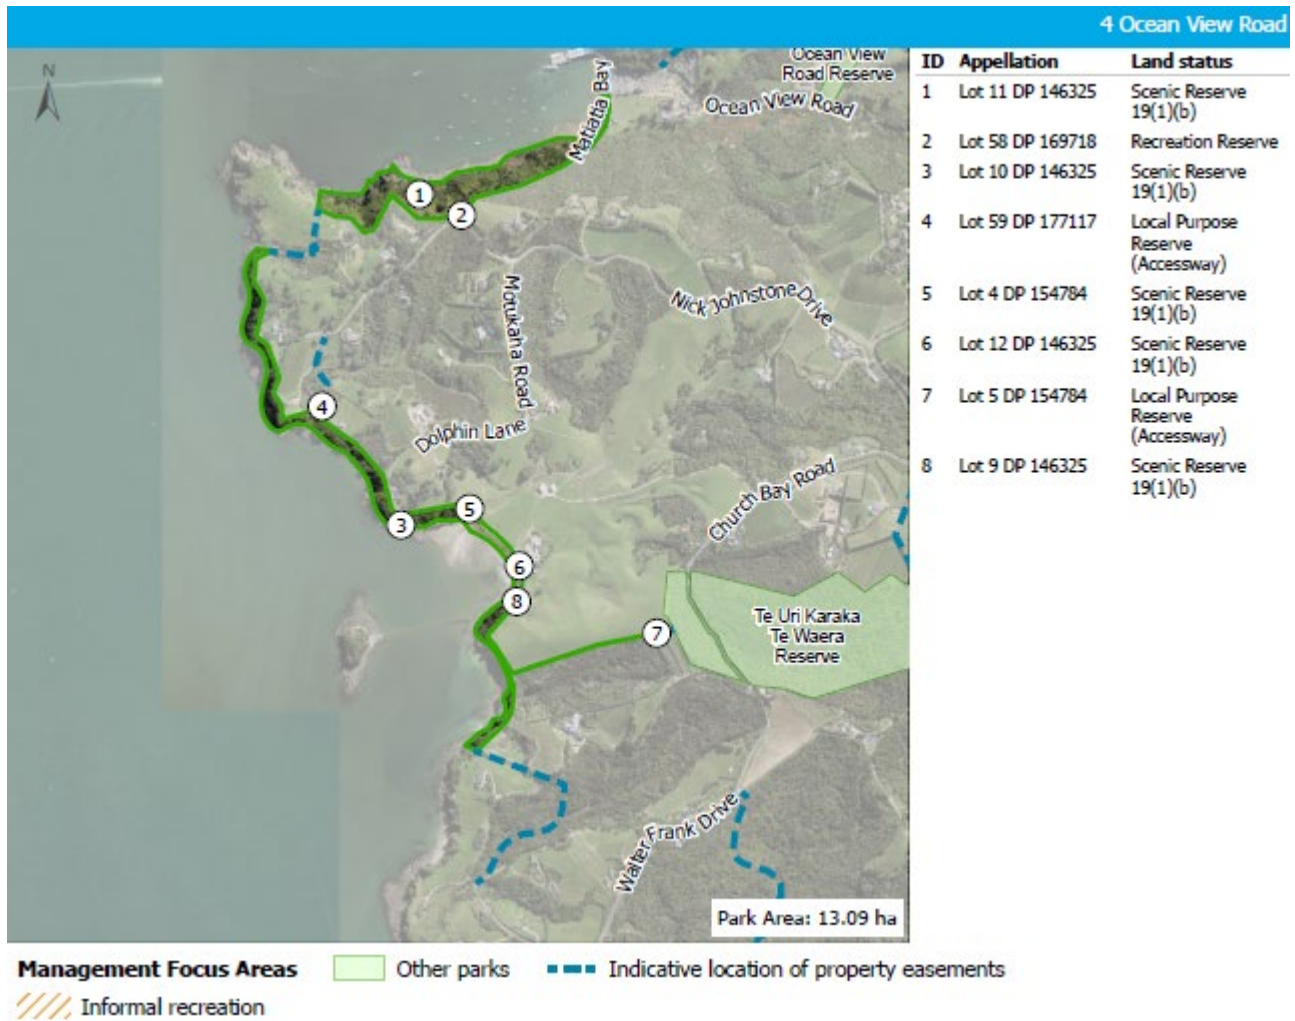 4 Ocean View Road
ID Appellation Land status
1 Lot 11 DP 146325 Scenic Reserve
19(1)(b)
2 Lot 58 DP 169718 Recreation Reserve
3 Lot 10 DP 146325 Scenic Reserve
19(1)(b)
4 Lot 59 DP 177117 Local Purpose
Reserve
(Accessway)
5 Lot 4 DP 154784 Scenic Reserve
19(1)(b)
6 Lot 12 DP 146325 Scenic Reserve
19(1)(b)
7 Lot 5 DP 154784 Local Purpose
Reserve
(Accessway)
8 Lot 9 DP 146325 Scenic Reserve
19(1)(b)
N
Ocean View
Road Reserve
Matiatia Bay
Ocean View Road
1
2
Nick Johnstone Drive
Motukaha Road
4
Dolphin Lane
Church Bay Road
3
5
6
8
7
Te Uri Karaka
Te Waera
Reserve
Walter Frank Drive
Park Area: 13.09 ha
Management Focus Areas
Other parks
Indicative location of property easements
Informal recreation